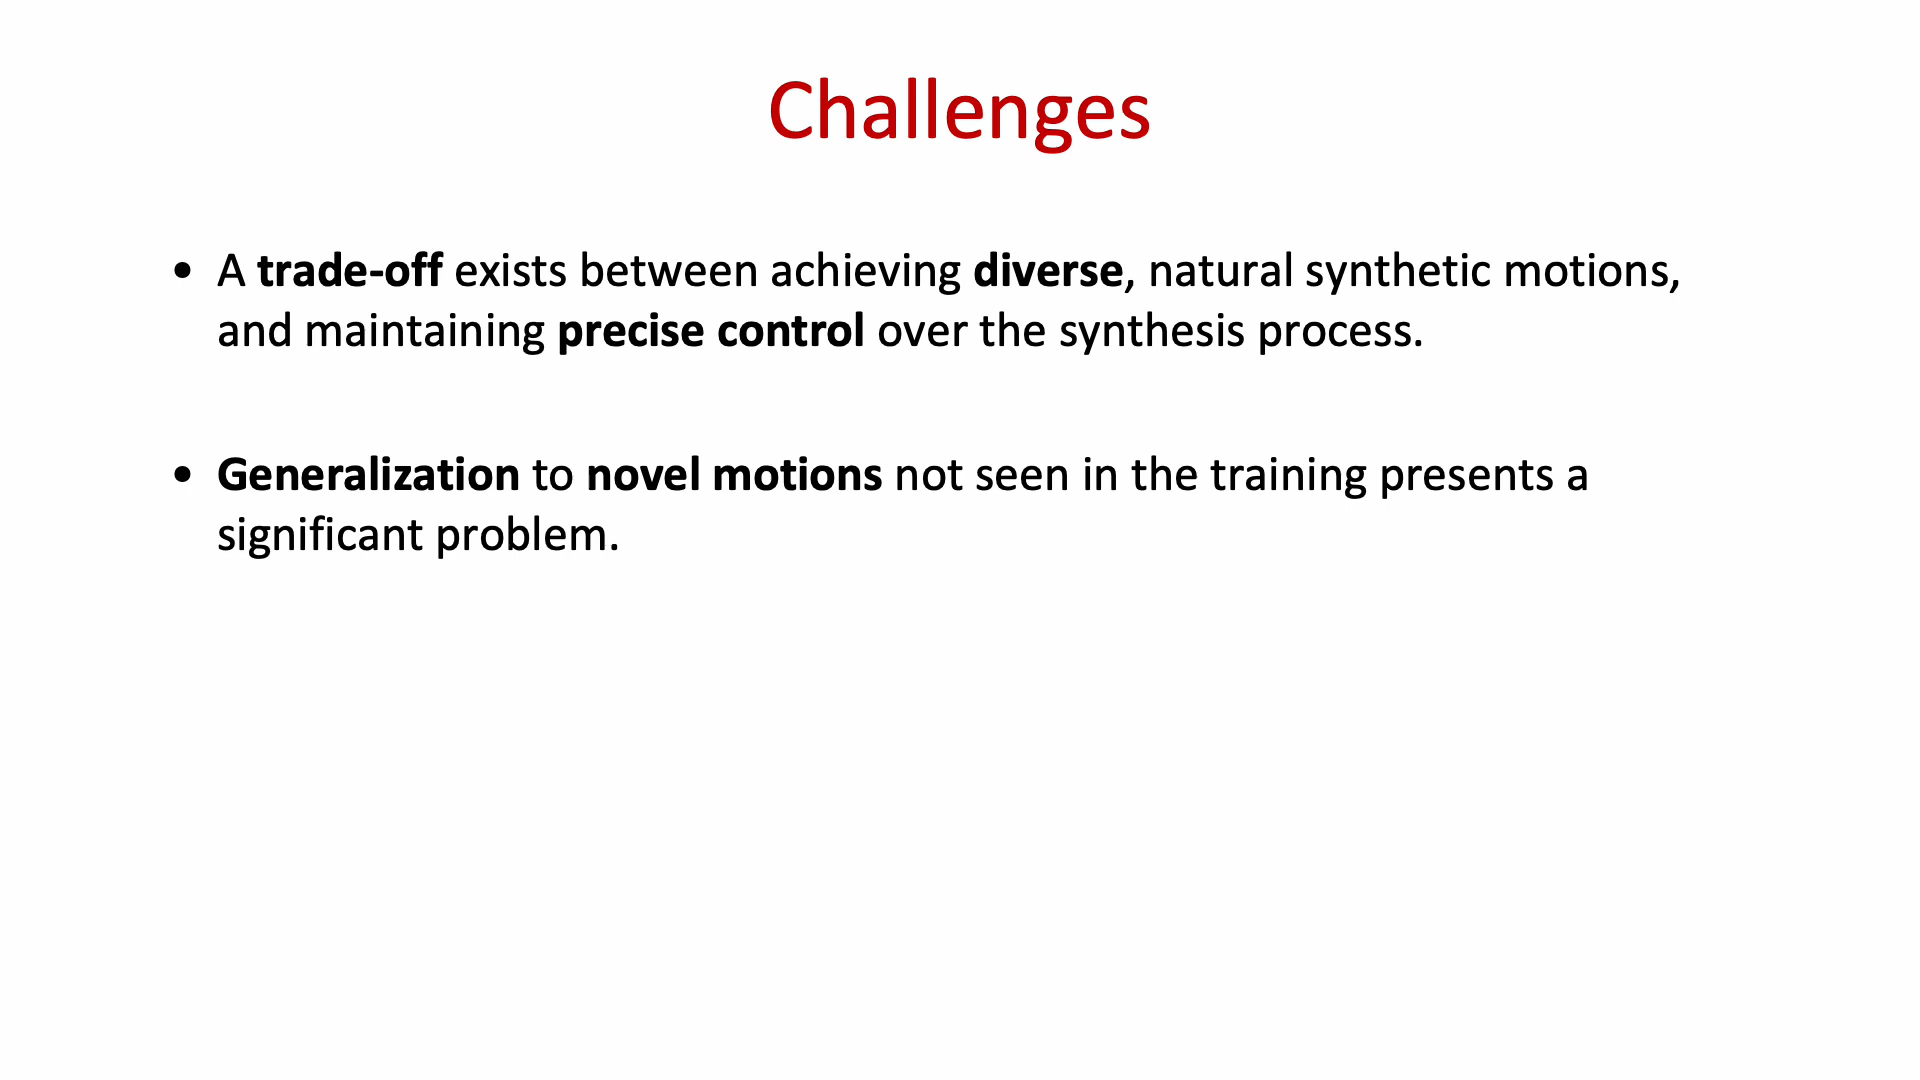 Challenges
• A trade-off exists between achieving diverse, natural synthetic motions,
and maintaining precise control over the synthesis process.
• Generalization to novel motions not seen in the training presents a
significant problem.